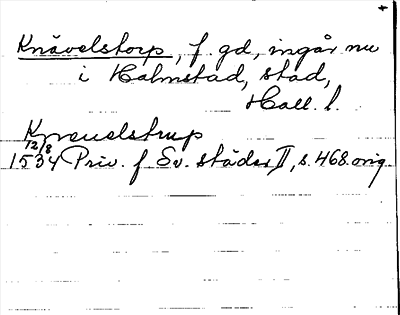 Knävelstorp, f. gd, ingår nu
i Halmstad, stad,
Hall. l.
Kneuelstrup
12/8
1534 Priv. f Sv. städer II, s. 468. orig.